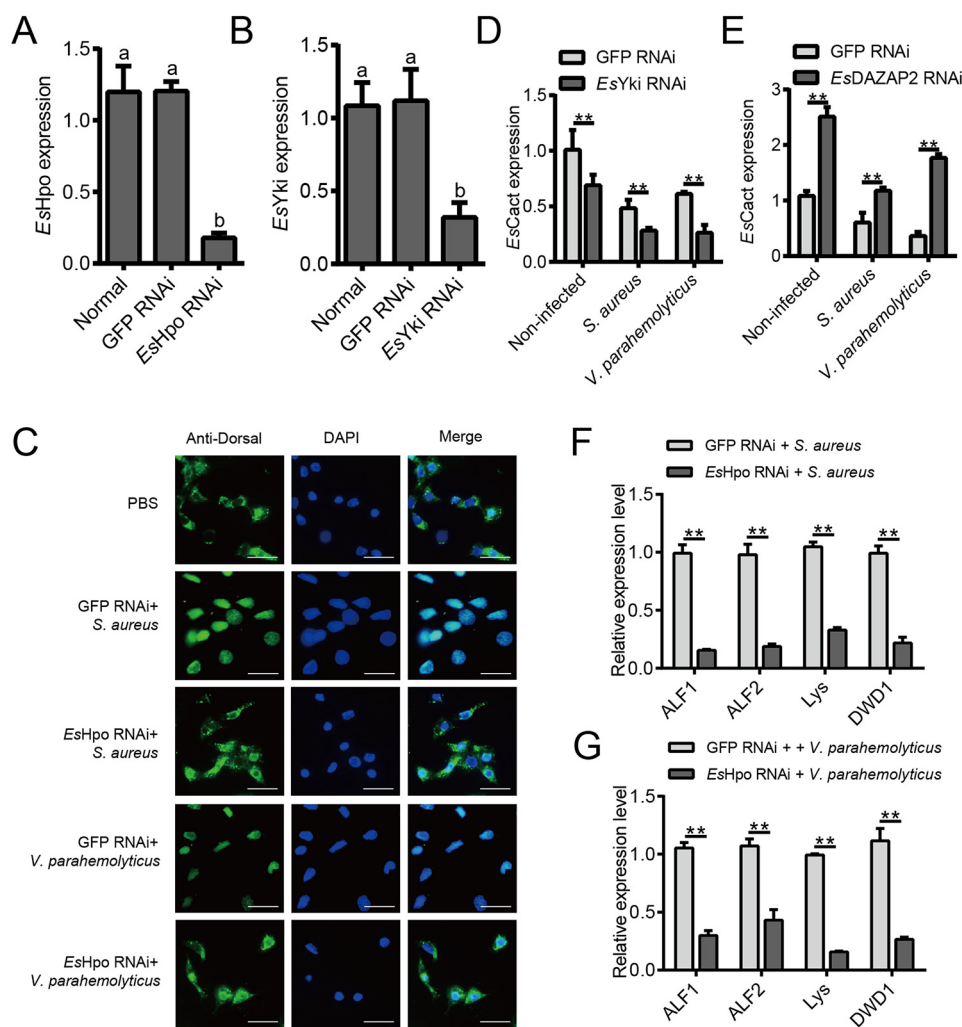 A
EsHpo expression
1.5
1.0
0.5
0.0
a
a
b
Normal
GFP RNAi
EsHpo RNAi
B
EsYki expression
1.5
1.0
0.5
0.0
a
a
b
Normal
GFP RNAi
EsYki RNAi
D
GFP RNAi
EsYki RNAi
EsCact expression
1.5
1.0
0.5
0.0
**
**
**
Non-infected
S. aureus
V. parahemolyticus
E
GFP RNAi
EsDAZAP2 RNAi
EsCact expression
3
2
1
0
**
**
**
Non-infected
S. aureus
V. parahemolyticus
C
Anti-Dorsal
DAPI
Merge
PBS
GFP RNAi+
S. aureus
EsHpo RNAi+
S. aureus
GFP RNAi+
V. parahemolyticus
EsHpo RNAi+
V. parahemolyticus
F
GFP RNAi + S. aureus
EsHpo RNAi + S. aureus
Relative expression level
1.5
1.0
0.5
0.0
**
**
**
**
ALF1
ALF2
Lys
DWD1
G
GFP RNAi + + V. parahemolyticus
EsHpo RNAi + V. parahemolyticus
Relative expression level
1.5
1.0
0.5
0.0
**
**
**
**
ALF1
ALF2
Lys
DWD1